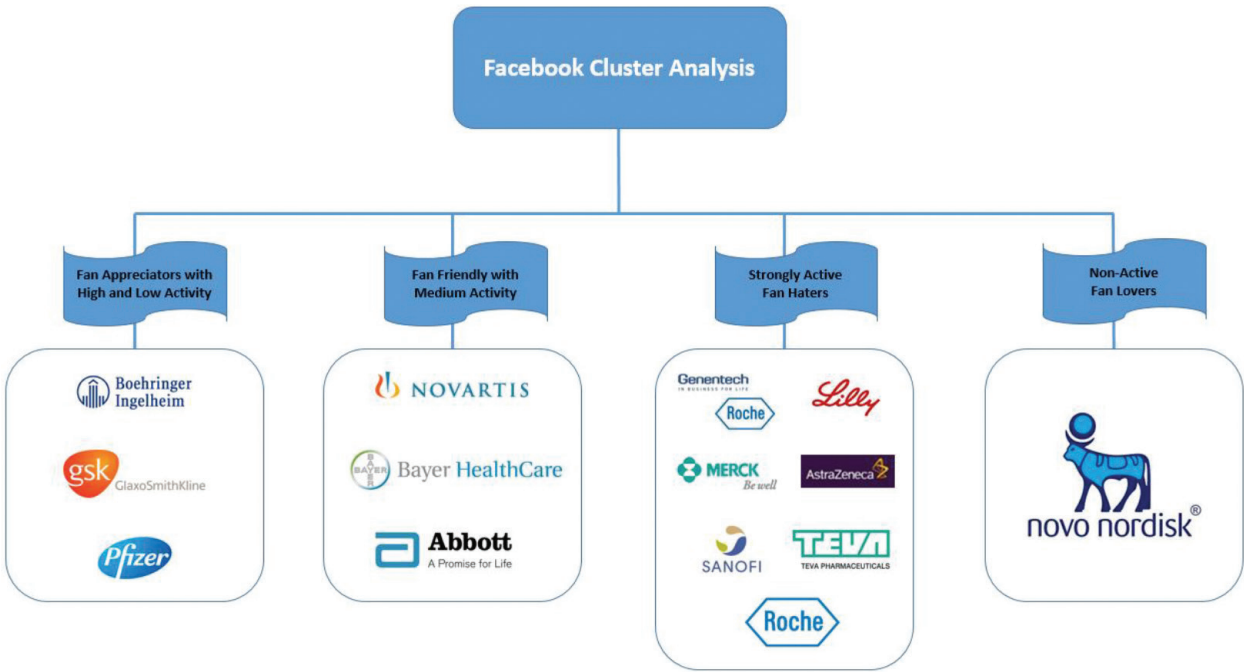 Facebook Cluster Analysis
Fan Appreciators with
High and Low Activity
Fan Friendly with
Medium Activity
Strongly Active
Fan Haters
Non-Active
Fan Lovers
Boehringer
Ingelheim
gsk
GlaxoSmithKline
Pfizer
NOVARTIS
BAYER
BAYER
Bayer HealthCare
Abbott
A Promise for Life
Genentech
IN BUSINESS FOR LIFE
Roche
Lilly
MERCK
Be well
AstraZeneca
SANOFI
TEVA
TEVA PHARMACEUTICALS
Roche
novo nordisk®